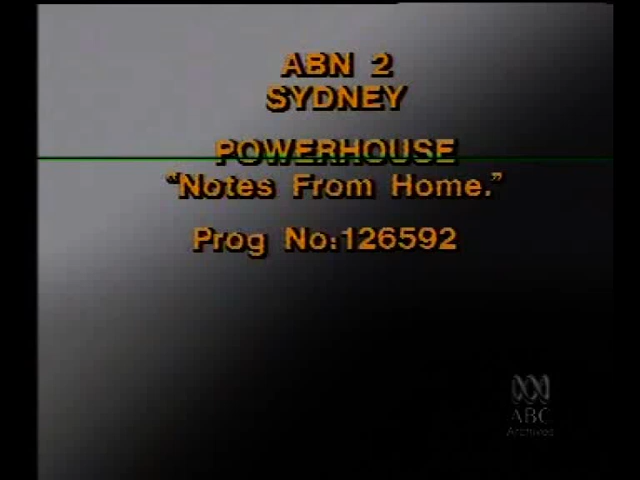 ABN 2
SYDNEY
POWERHOUSE
“Notes From Home.”
Prog No:126592
ABC
Archives